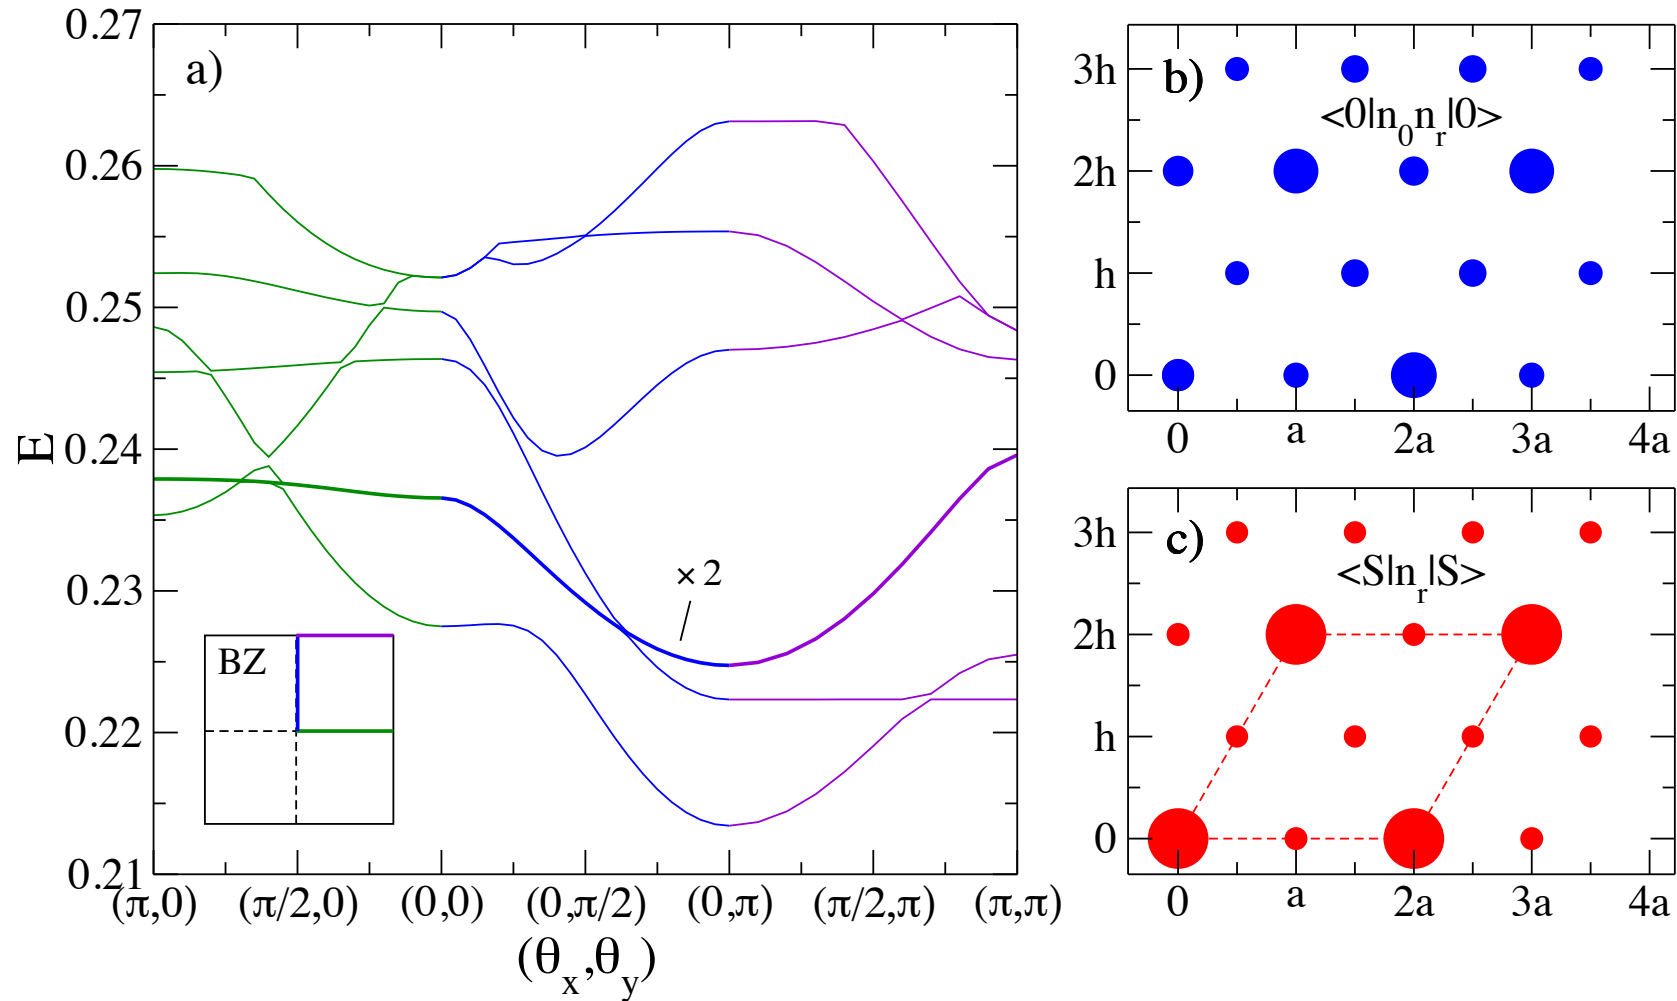 a)
0.27
0.26
0.25
0.24
0.23
0.22
0.21
E
× 2
BZ
(π,0)
(π/2,0)
(0,0)
(0,π/2)
(0,π)
(π/2,π)
(π,π)
(θx,θy)
b)
<0|n0nr|0>
3h
2h
h
0
0
a
2a
3a
4a
c)
<S|nr|S>
3h
2h
h
0
0
a
2a
3a
4a